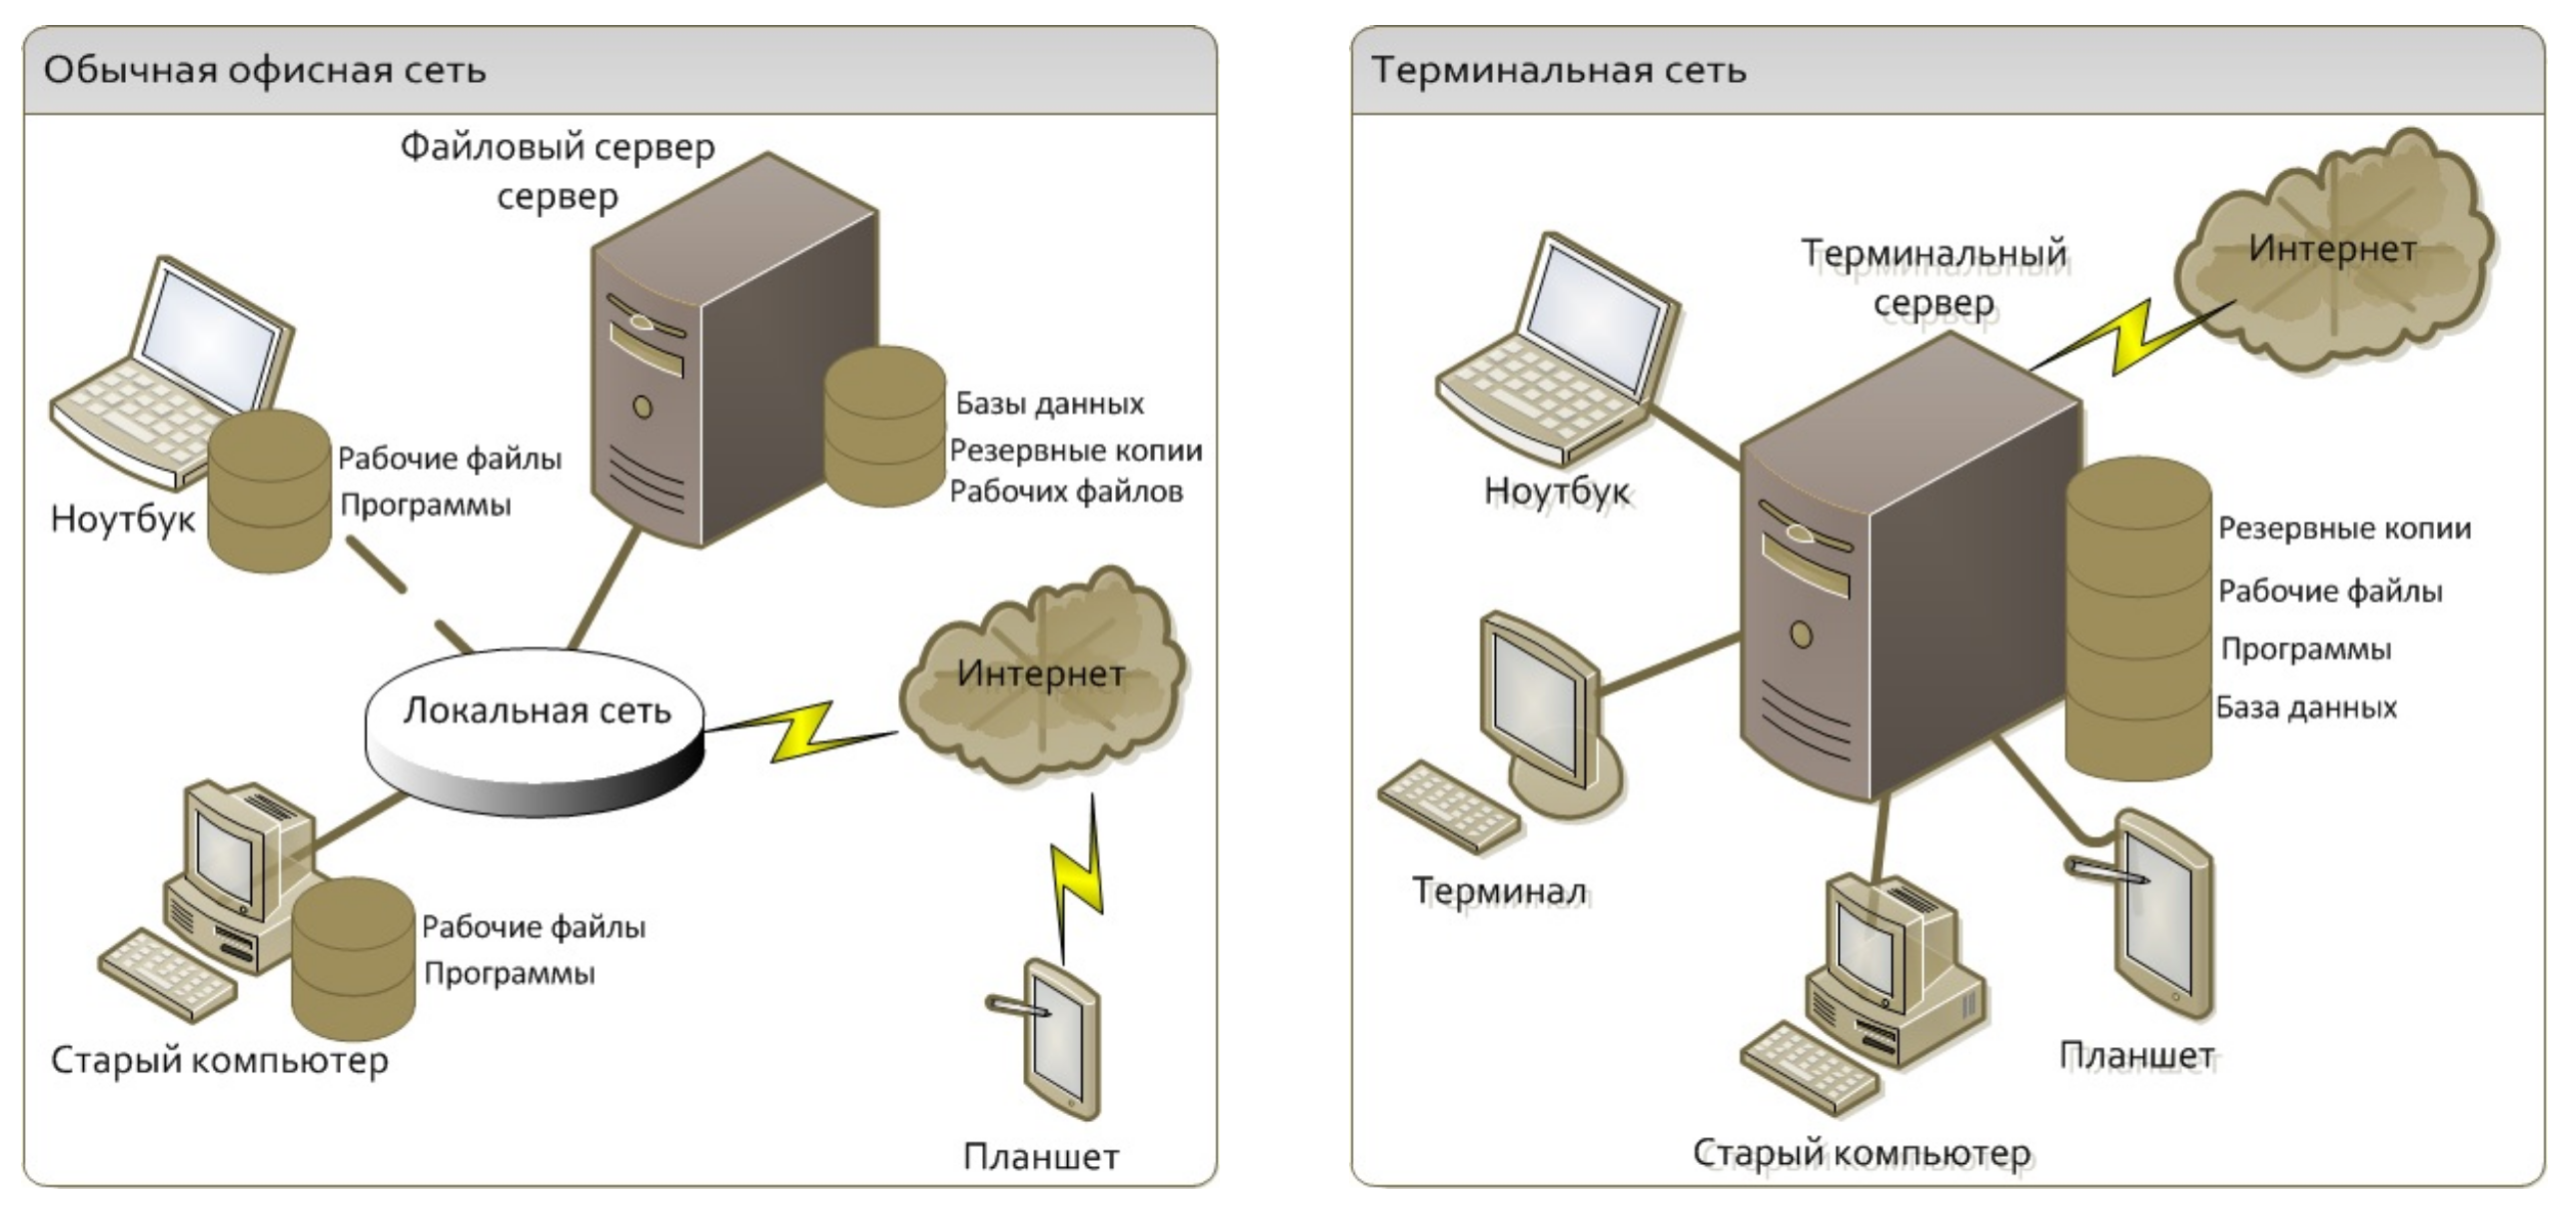 Обычная офисная сеть
Файловый сервер
сервер
Базы данных
Резервные копии
Рабочих файлов
Рабочие файлы
Программы
Ноутбук
Интернет
Локальная сеть
Рабочие файлы
Программы
Старый компьютер
Планшет
Терминальная сеть
Интернет
Терминальный
сервер
Ноутбук
Резервные копии
Рабочие файлы
Программы
База данных
Терминал
Планшет
Старый компьютер